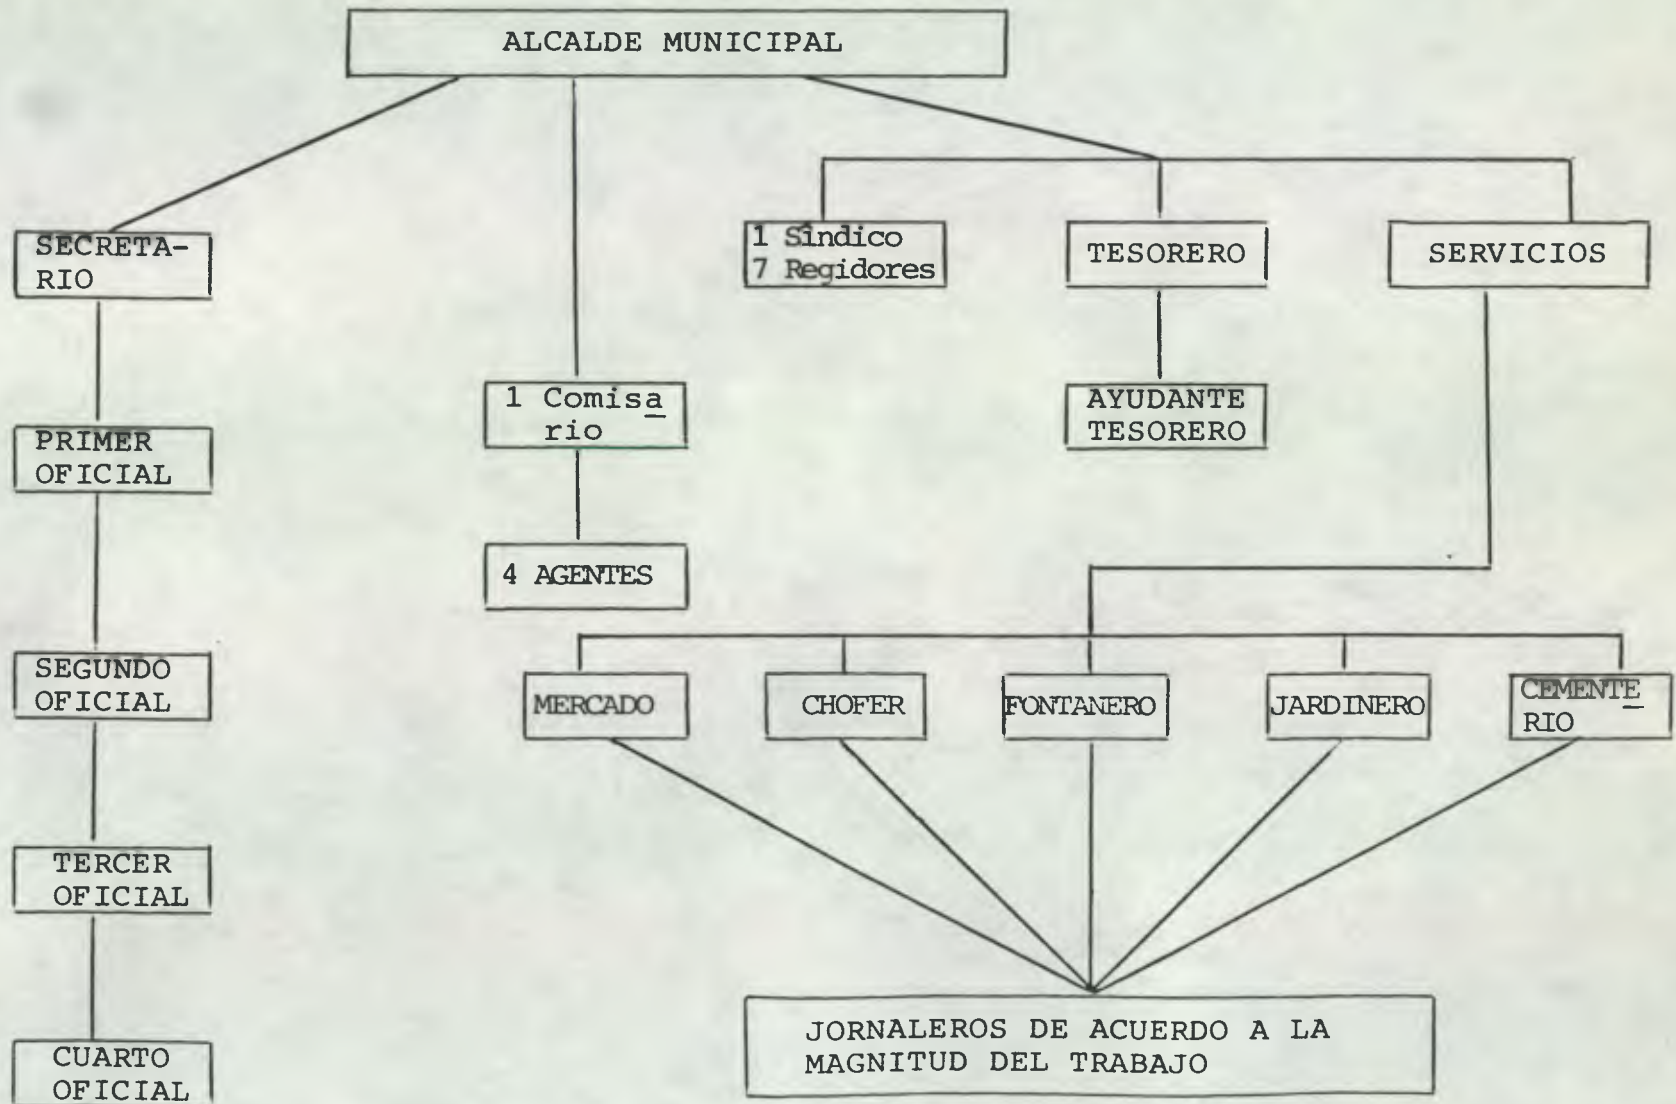 ALCALDE MUNICIPAL
SECRETA-
RIO
1 Síndico
7 Regidores
TESORERO
SERVICIOS
PRIMER
OFICIAL
1 Comisa
rio
AYUDANTE
TESORERO
4 AGENTES
SEGUNDO
OFICIAL
MERCADO
CHOFER
FONTANERO
JARDINERO
CEMENTE
RIO
TERCER
OFICIAL
JORNALEROS DE ACUERDO A LA
MAGNITUD DEL TRABAJO
CUARTO
OFICIAL